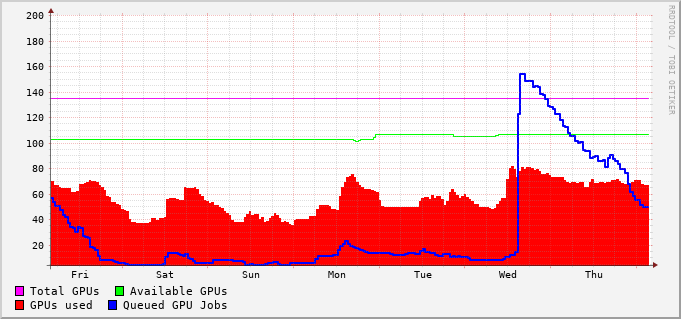 200
180
160
140
120
100
80
60
40
20
Fri Sat Sun Mon Tue Wed Thu
Total GPUs Available GPUs
GPUs used Queued GPU Jobs
RRDTOOL / TOBI OETIKER